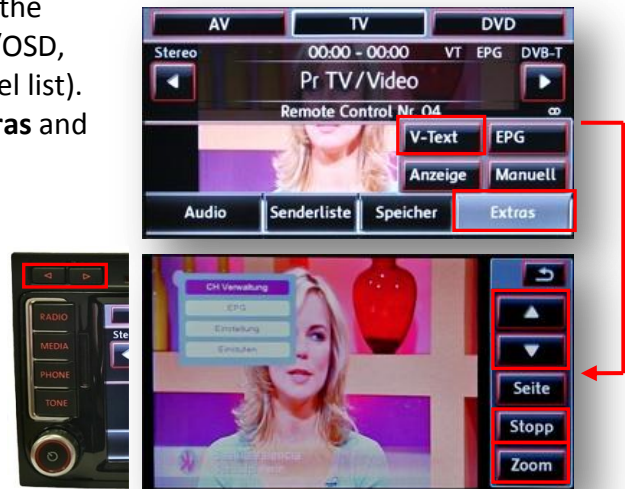 the
/OSD,
el list).
ras and
AV TV DVD
Stereo 00:00 - 00:00 VT EPG DVB-T
Pr TV/Video
Remote Control Nr. 04
V-Text EPG
Anzeige Manuell
Audio Senderliste Speicher Extras
CH Verwaltung
EPG
Einstellung
Seite
Stopp
Zoom
RADIO
MEDIA
PHONE
TONE
Ste